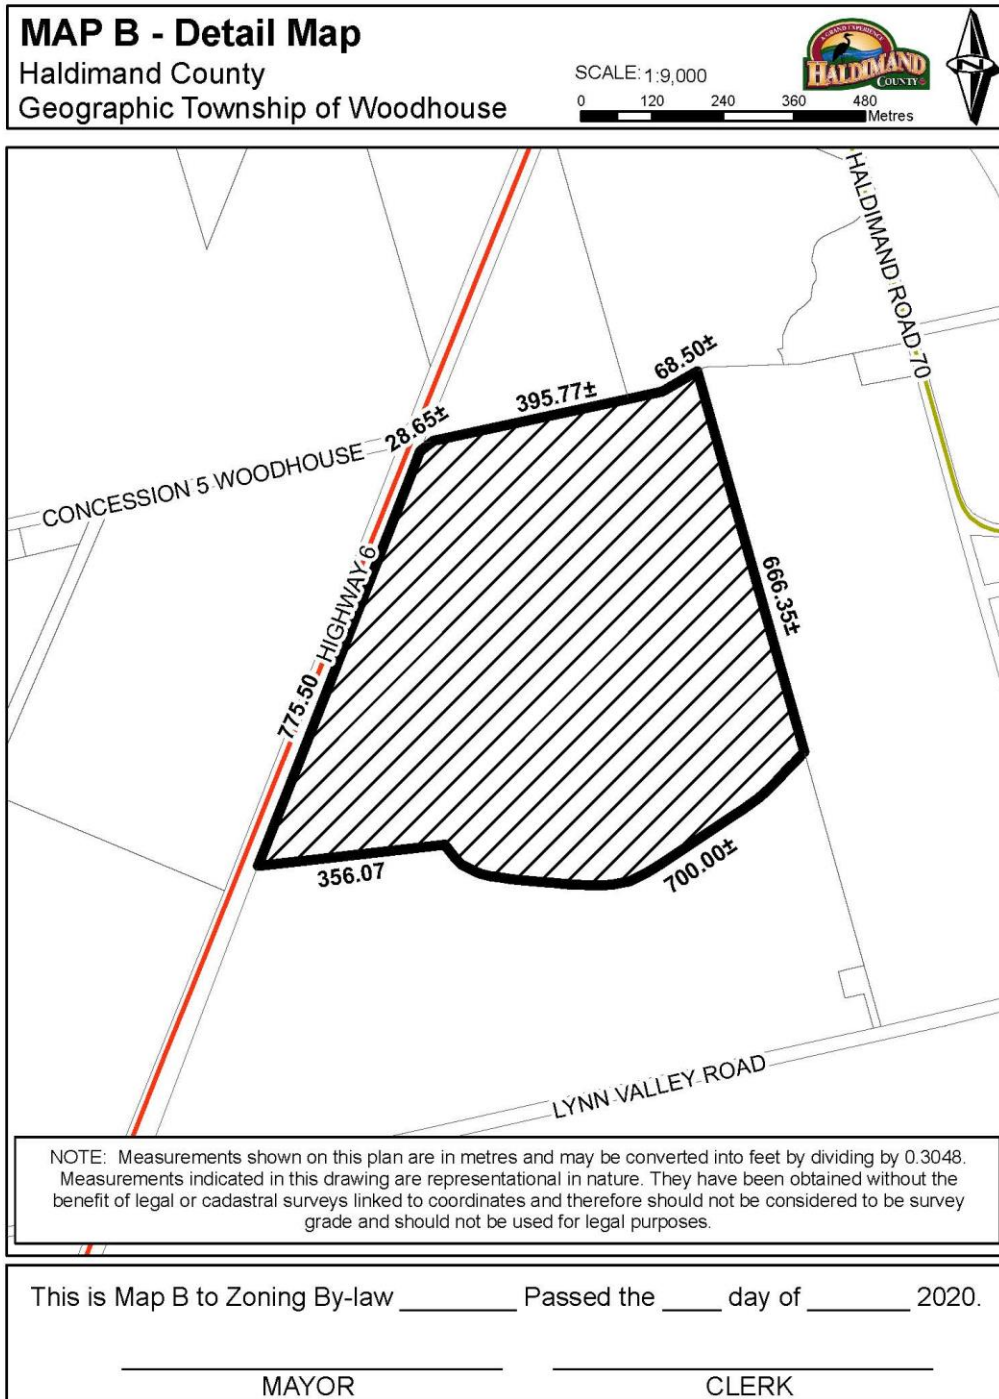 MAP B - Detail Map
Haldimand County
Geographic Township of Woodhouse
SCALE: 1:9,000
0 120 240 360 480
Metres
A GRAND EXPERIENCE
HALDIMAND
COUNTY
N
HALDIMAND ROAD 70
68.50±
395.77±
28.65±
CONCESSION 5 WOODHOUSE
HIGHWAY 6
666.35±
775.50
356.07
700.00±
LYNN VALLEY ROAD
NOTE: Measurements shown on this plan are in metres and may be converted into feet by dividing by 0.3048.
Measurements indicated in this drawing are representational in nature. They have been obtained without the
benefit of legal or cadastral surveys linked to coordinates and therefore should not be considered to be survey
grade and should not be used for legal purposes.
This is Map B to Zoning By-law ________ Passed the ____ day of _______ 2020.
MAYOR
CLERK